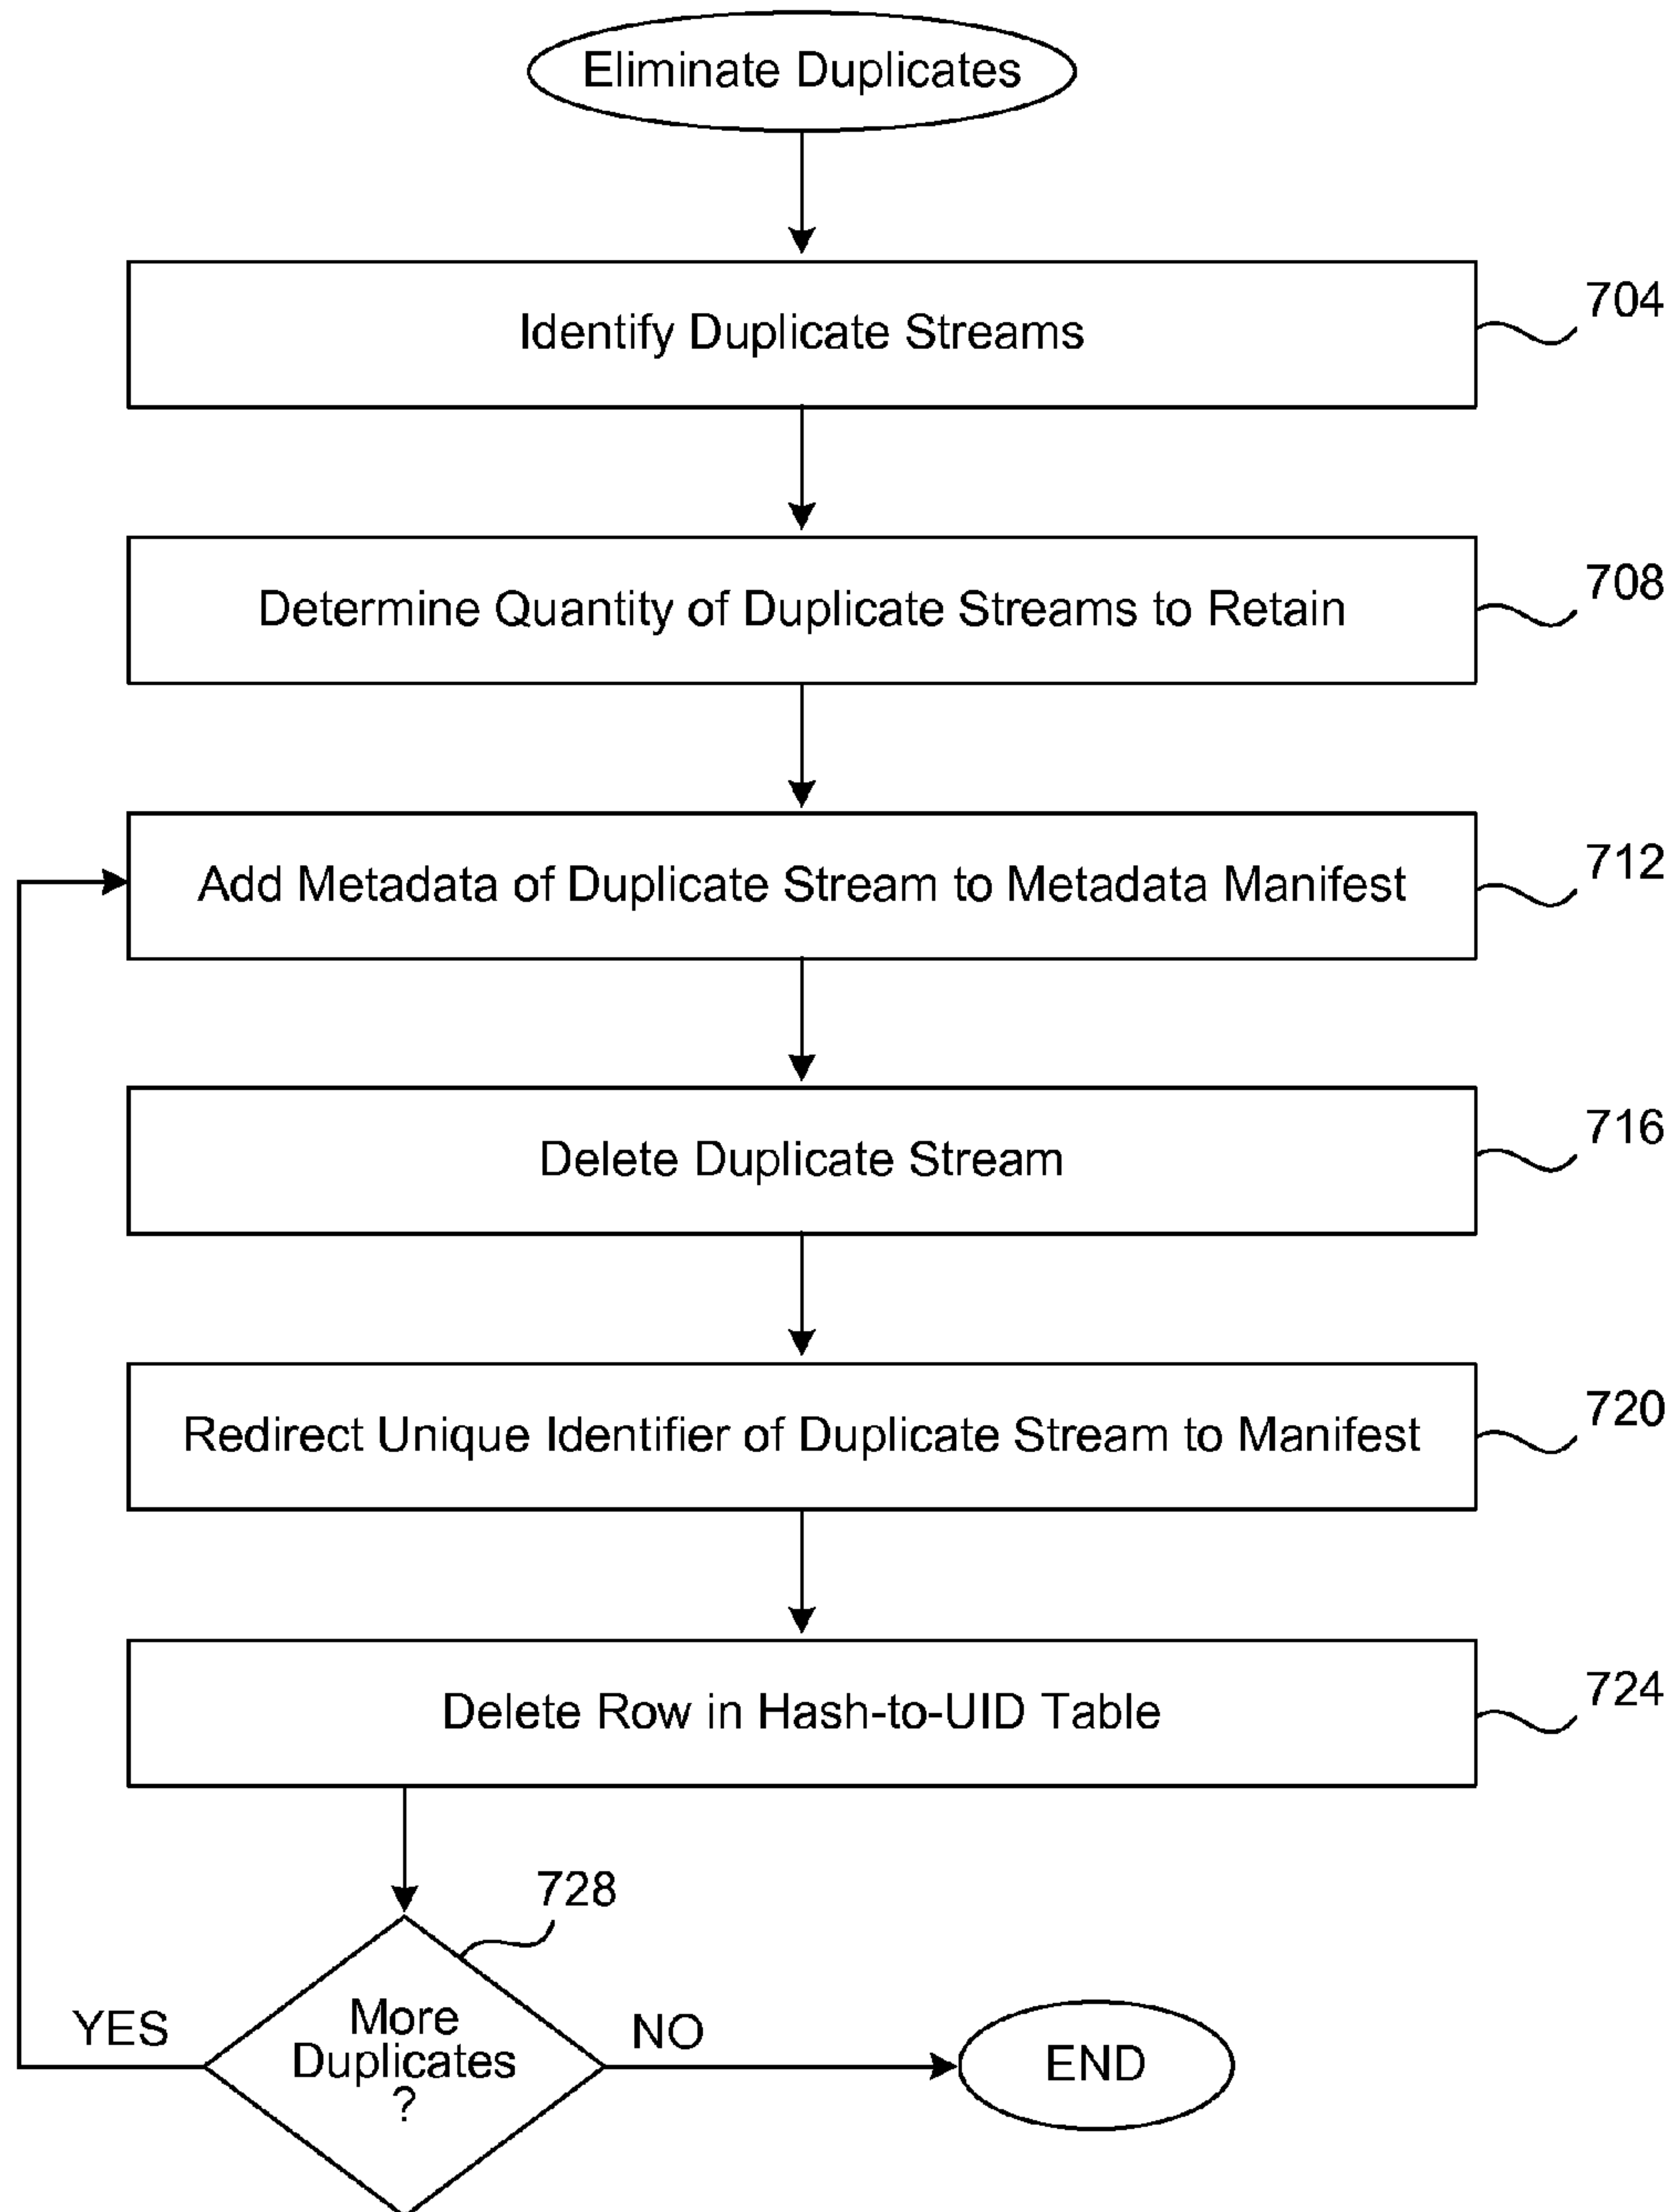 Eliminate Duplicates
704
Identify Duplicate Streams
708
Determine Quantity of Duplicate Streams to Retain
712
Add Metadata of Duplicate Stream to Metadata Manifest
716
Delete Duplicate Stream
720
Redirect Unique Identifier of Duplicate Stream to Manifest
724
Delete Row in Hash-to-UID Table
728
YES
More
Duplicates
?
NO
END